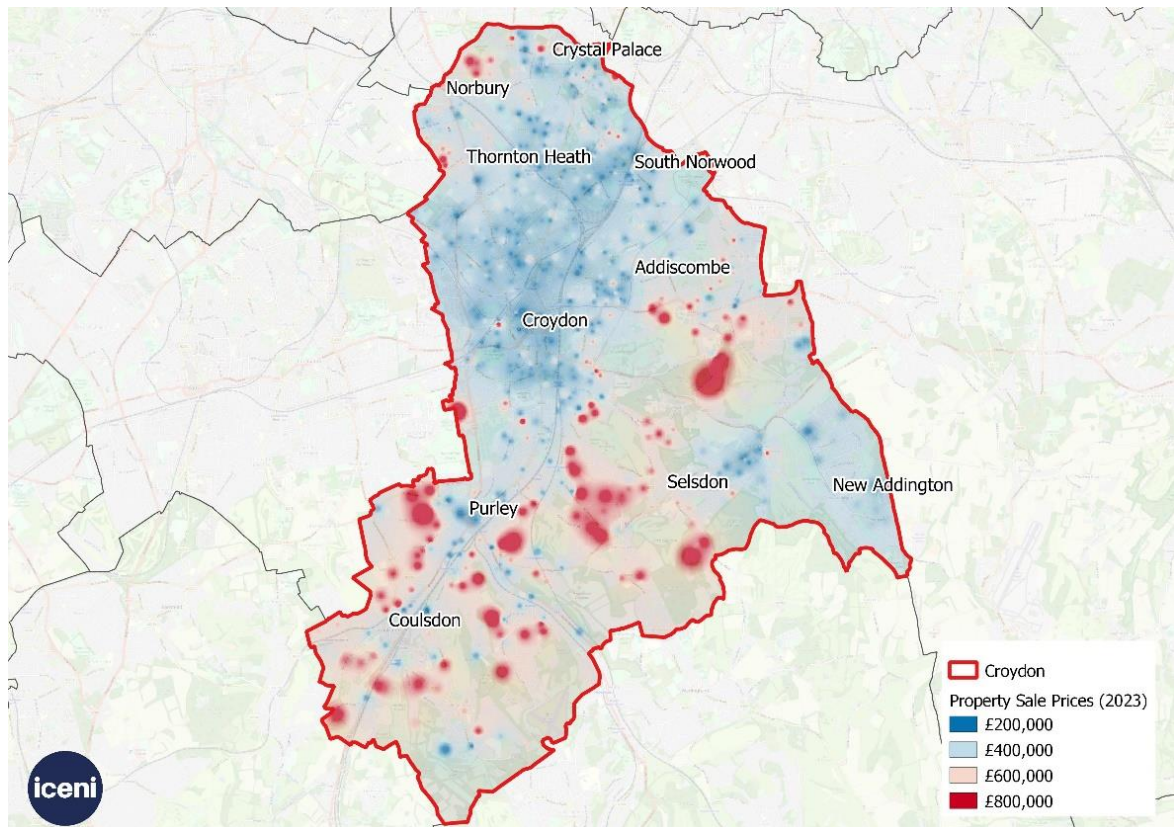 Crystal Palace
Norbury
Thornton Heath
South Norwood
Addiscombe
Croydon
Selsdon
New Addington
Purley
Coulsdon
Croydon
Property Sale Prices (2023)
£200,000
£400,000
£600,000
£800,000
iceni